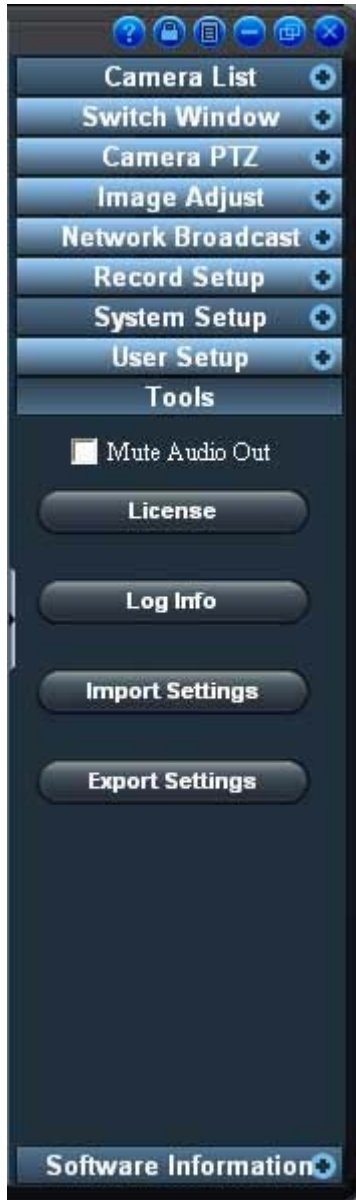 ?
Camera List
Switch Window
Camera PTZ
Image Adjust
Network Broadcast
Record Setup
System Setup
User Setup
Tools
Mute Audio Out
License
Log Info
Import Settings
Export Settings
Software Information